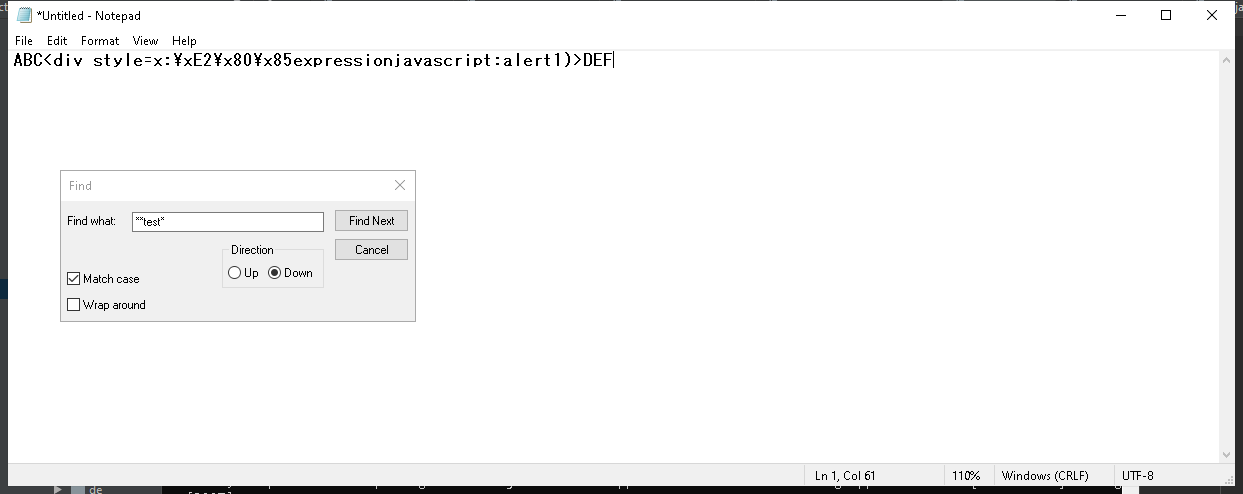 *Untitled - Notepad
File Edit Format View Help
ABC<div style=x:¥xE2¥x80¥x85expressionjavascript:alert1)>DEF
Find
Find what: **test* Find Next
Direction Cancel
Up Down
Match case
Wrap around
Ln 1, Col 61 110% Windows (CRLF) UTF-8
de